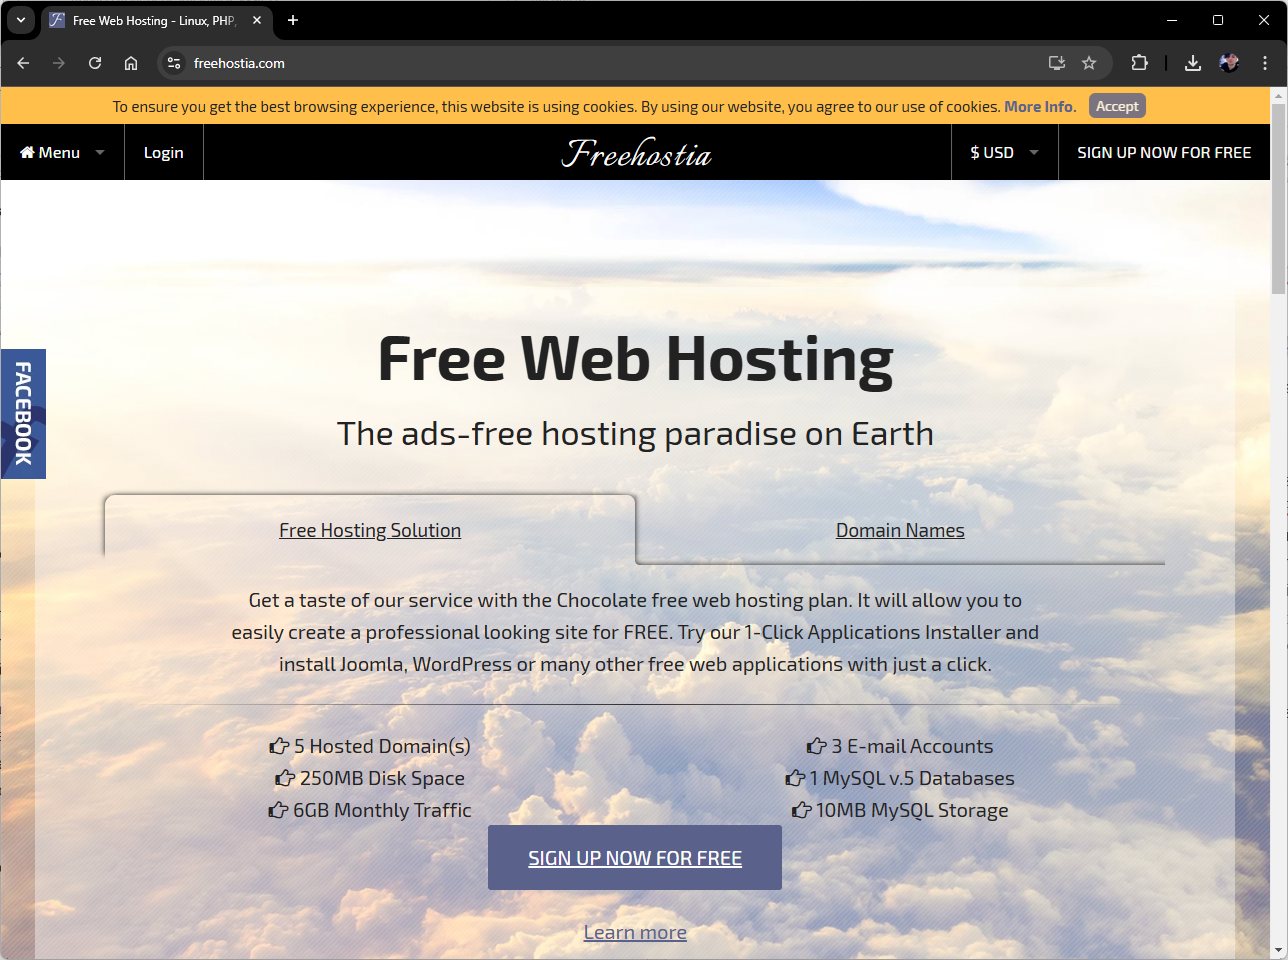 Free Web Hosting - Linux, PHP,
freehostia.com
To ensure you get the best browsing experience, this website is using cookies. By using our website, you agree to our use of cookies. More Info. Accept
Menu Login Freehostia $ USD SIGN UP NOW FOR FREE
Free Web Hosting
FACEBOOK
The ads-free hosting paradise on Earth
Free Hosting Solution Domain Names
Get a taste of our service with the Chocolate free web hosting plan. It will allow you to
easily create a professional looking site for FREE. Try our 1-Click Applications Installer and
install Joomla, WordPress or many other free web applications with just a click.
5 Hosted Domain(s) 3 E-mail Accounts
250MB Disk Space 1 MySQL v.5 Databases
6GB Monthly Traffic 10MB MySQL Storage
SIGN UP NOW FOR FREE
Learn more